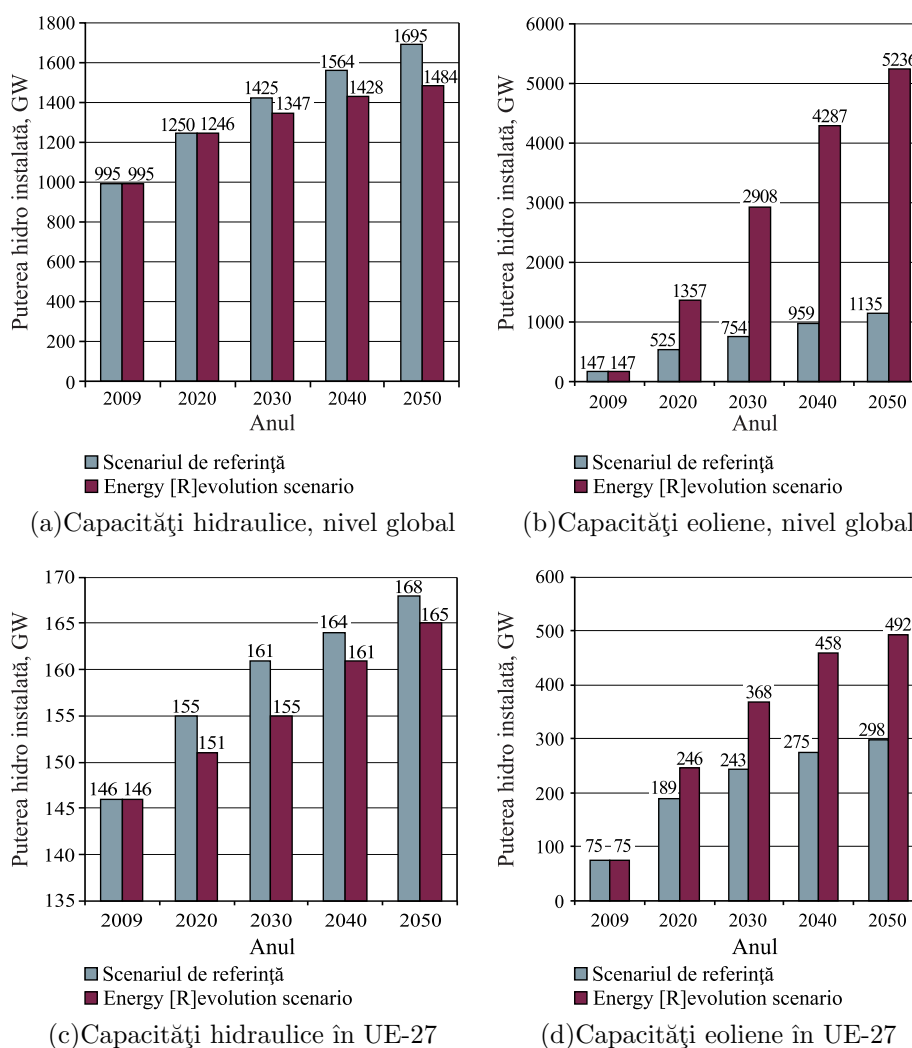 Puterea hidro instalată, GW
1800
1600
1400
1200
1000
800
600
400
200
0
995 995
1250 1246
1425
1347
1564
1428
1695
1484
2009 2020 2030 2040 2050
Anul
Scenariul de referinţă
Energy [R]evolution scenario
(a)Capacităţi hidraulice, nivel global
Puterea hidro instalată, GW
6000
5000
4000
3000
2000
1000
0
147 147
525
1357
754
2908
959
4287
1135
5236
2009 2020 2030 2040 2050
Anul
Scenariul de referinţă
Energy [R]evolution scenario
(b)Capacităţi eoliene, nivel global
Puterea hidro instalată, GW
170
165
160
155
150
145
140
135
146 146
155
151
161
155
164
161
168
165
2009 2020 2030 2040 2050
Anul
Scenariul de referinţă
Energy [R]evolution scenario
(c)Capacităţi hidraulice în UE-27
Puterea hidro instalată, GW
600
500
400
300
200
100
0
75 75
189
246
243
368
275
458
298
492
2009 2020 2030 2040 2050
Anul
Scenariul de referinţă
Energy [R]evolution scenario
(d)Capacităţi eoliene în UE-27